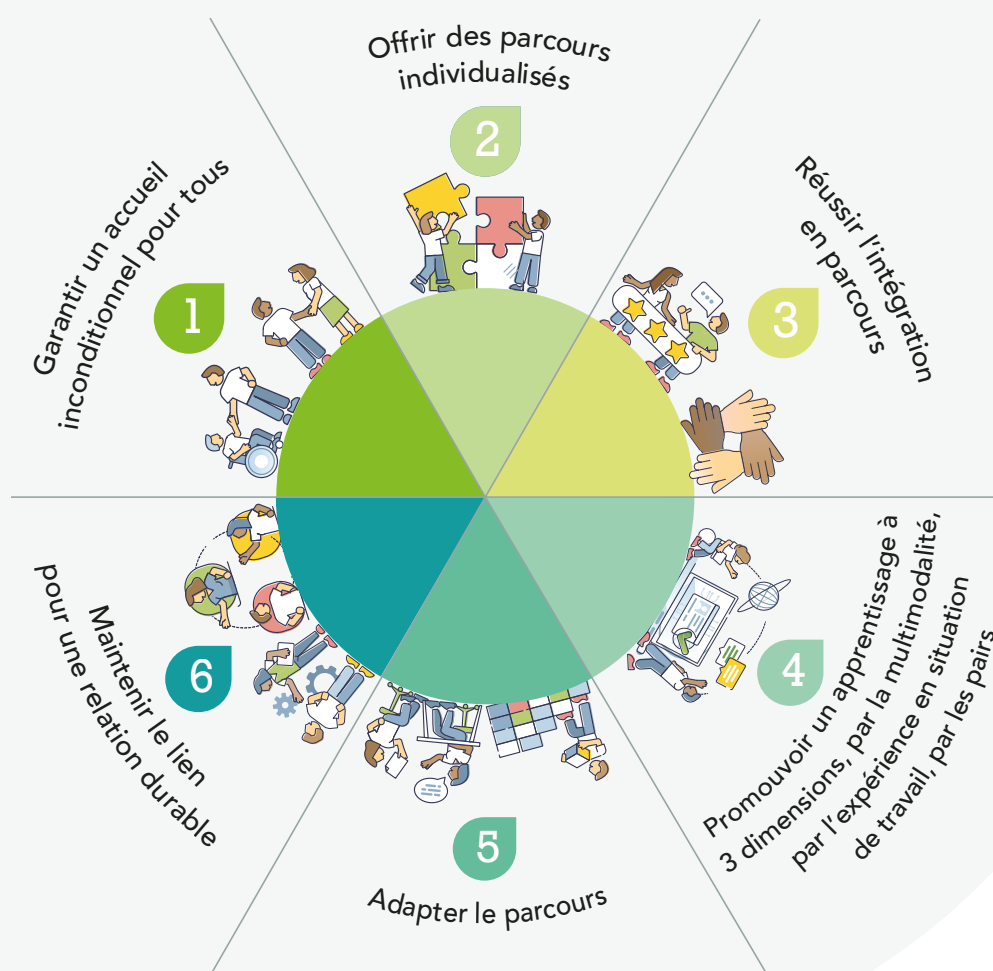 1
Garantir un accueil
inconditionnel pour tous
2
Offrir des parcours
individualisés
3
Réussir l'intégration
en parcours
4
Promouvoir un apprentissage à
3 dimensions, par la multimodalité,
par l'expérience en situation
de travail, par les pairs
5
Adapter le parcours
6
Maintenir le lien
pour une relation durable